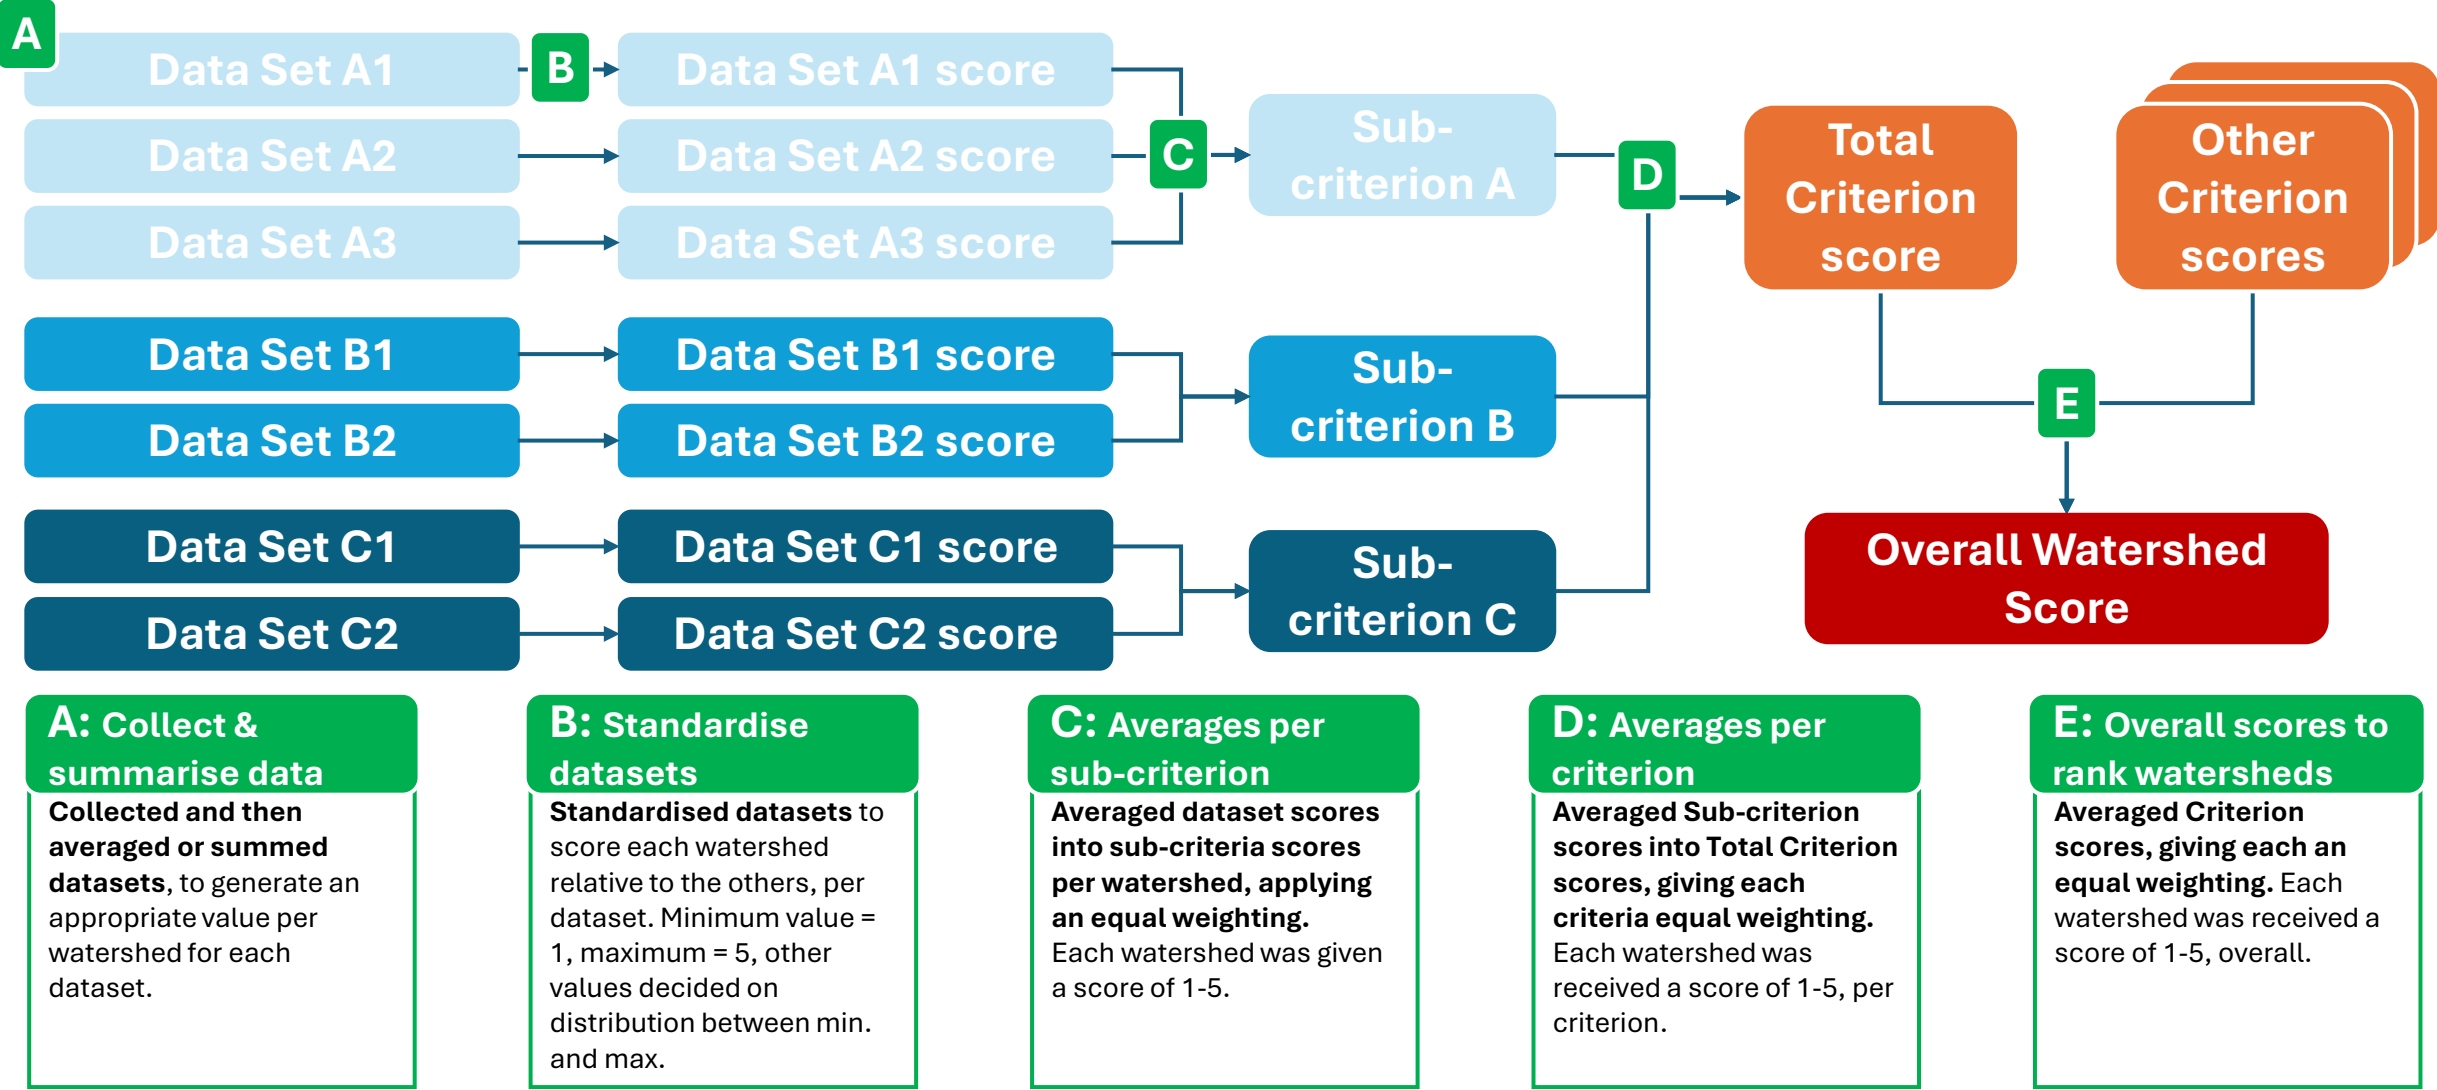 A
Data Set A1
B
Data Set A1 score
Data Set A2
Data Set A2 score
C
Data Set A3
Data Set A3 score
Sub-
criterion A
D
Total
Criterion
score
Other
Criterion
scores
Data Set B1
Data Set B1 score
Data Set B2
Data Set B2 score
Sub-
criterion B
E
Data Set C1
Data Set C1 score
Data Set C2
Data Set C2 score
Sub-
criterion C
Overall Watershed
Score
A: Collect &
summarise data
Collected and then
averaged or summed
datasets, to generate an
appropriate value per
watershed for each
dataset.
B: Standardise
datasets
Standardised datasets to
score each watershed
relative to the others, per
dataset. Minimum value =
1, maximum = 5, other
values decided on
distribution between min.
and max.
C: Averages per
sub-criterion
Averaged dataset scores
into sub-criteria scores
per watershed, applying
an equal weighting.
Each watershed was given
a score of 1-5.
D: Averages per
criterion
Averaged Sub-criterion
scores into Total Criterion
scores, giving each
criteria equal weighting.
Each watershed was
received a score of 1-5, per
criterion.
E: Overall scores to
rank watersheds
Averaged Criterion
scores, giving each an
equal weighting. Each
watershed was received a
score of 1-5, overall.